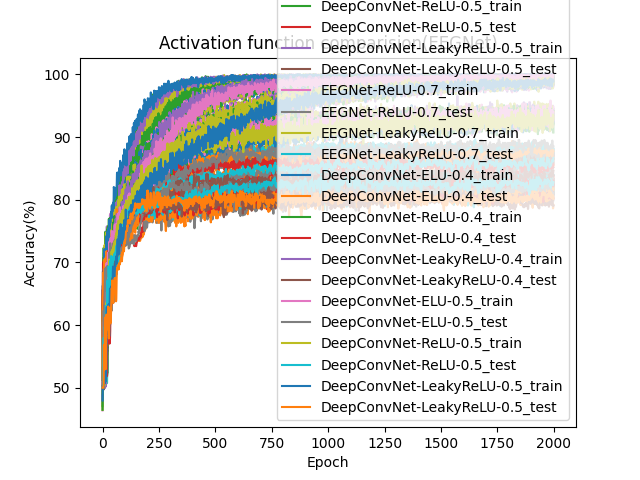 DeepConvNet-ReLU-0.5_train
DeepConvNet-ReLU-0.5_test
Activation function comparision(EEGNet)
DeepConvNet-LeakyReLU-0.5_train
DeepConvNet-LeakyReLU-0.5_test
EEGNet-ReLU-0.7_train
EEGNet-ReLU-0.7_test
EEGNet-LeakyReLU-0.7_train
EEGNet-LeakyReLU-0.7_test
DeepConvNet-ELU-0.4_train
DeepConvNet-ELU-0.4_test
DeepConvNet-ReLU-0.4_train
DeepConvNet-ReLU-0.4_test
DeepConvNet-LeakyReLU-0.4_train
DeepConvNet-LeakyReLU-0.4_test
DeepConvNet-ELU-0.5_train
DeepConvNet-ELU-0.5_test
DeepConvNet-ReLU-0.5_train
DeepConvNet-ReLU-0.5_test
DeepConvNet-LeakyReLU-0.5_train
DeepConvNet-LeakyReLU-0.5_test
100
90
80
70
60
50
Accuracy(%)
0 250 500 750 1000 1250 1500 1750 2000
Epoch